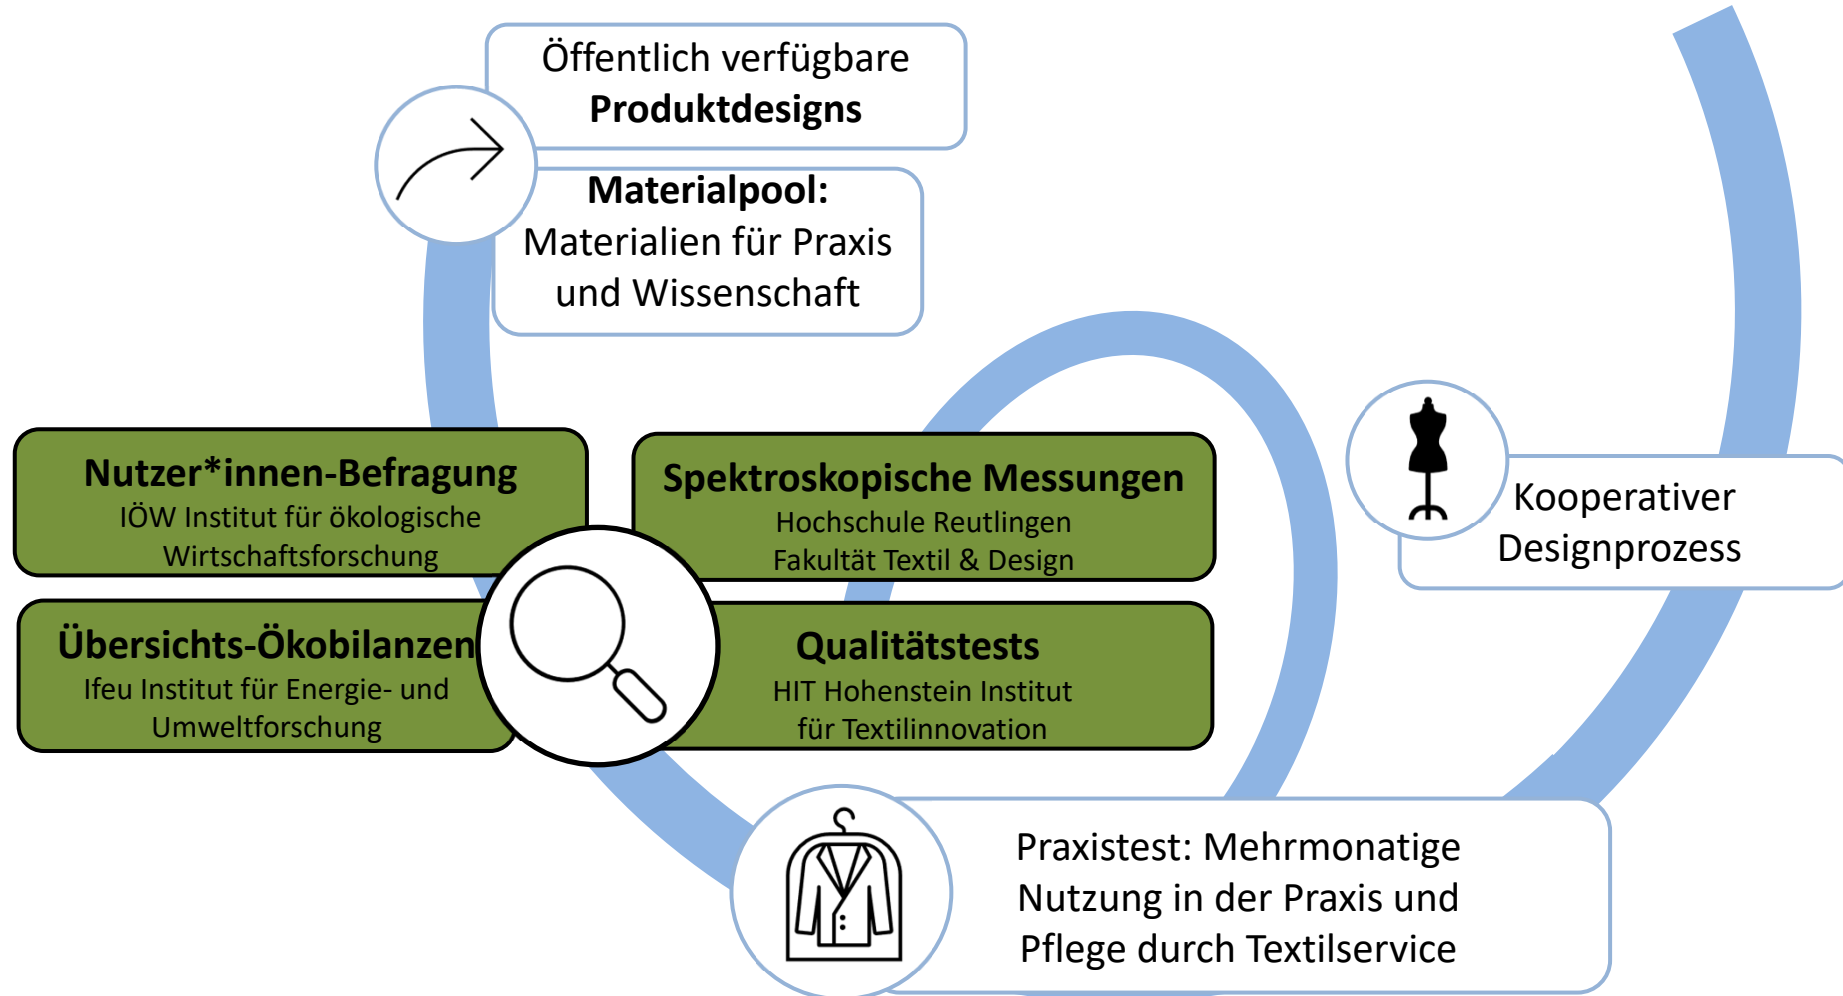 Öffentlich verfügbare
Produktdesigns
Materialpool:
Materialien für Praxis
und Wissenschaft
Nutzer*innen-Befragung
IÖW Institut für ökologische
Wirtschaftsforschung
Spektroskopische Messungen
Hochschule Reutlingen
Fakultät Textil & Design
Kooperativer
Designprozess
Übersichts-Ökobilanzen
Ifeu Institut für Energie- und
Umweltforschung
Qualitätstests
HIT Hohenstein Institut
für Textilinnovation
Praxistest: Mehrmonatige
Nutzung in der Praxis und
Pflege durch Textilservice